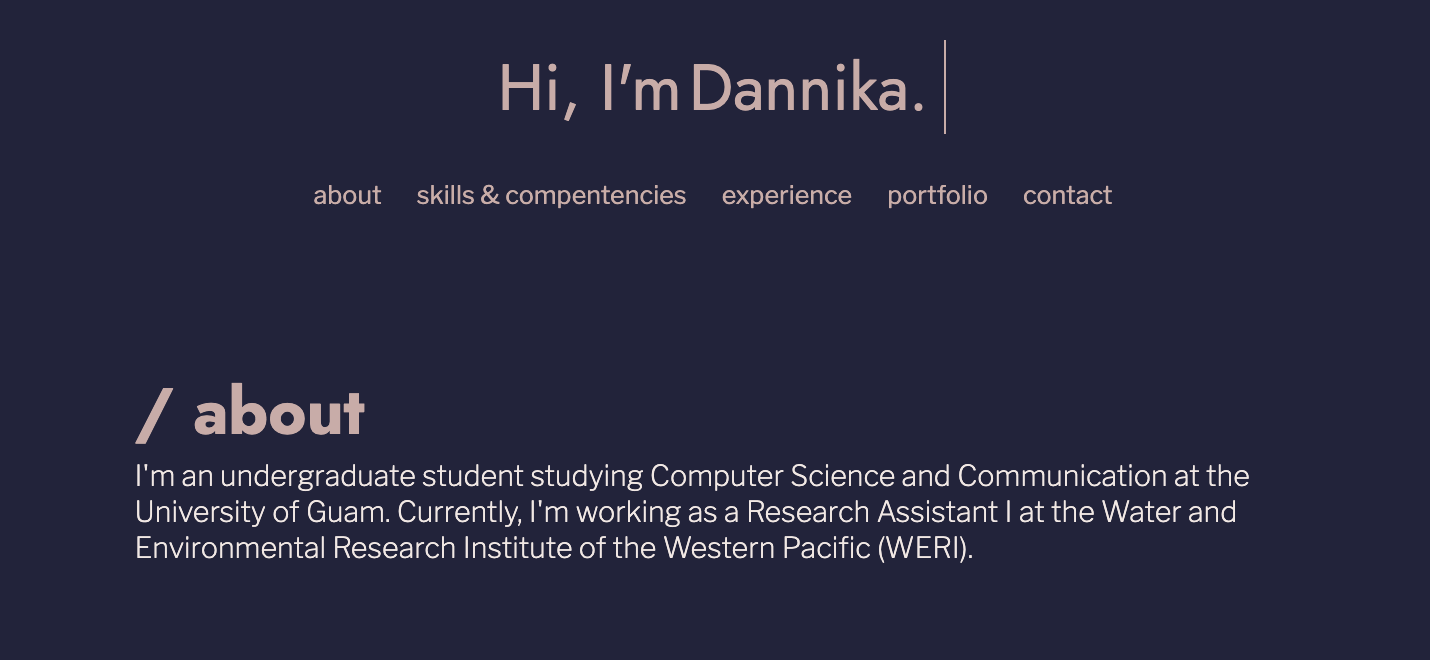 Hi, I'm Dannika.
about skills & compentencies experience portfolio contact
/ about
I'm an undergraduate student studying Computer Science and Communication at the
University of Guam. Currently, I'm working as a Research Assistant I at the Water and
Environmental Research Institute of the Western Pacific (WERI).